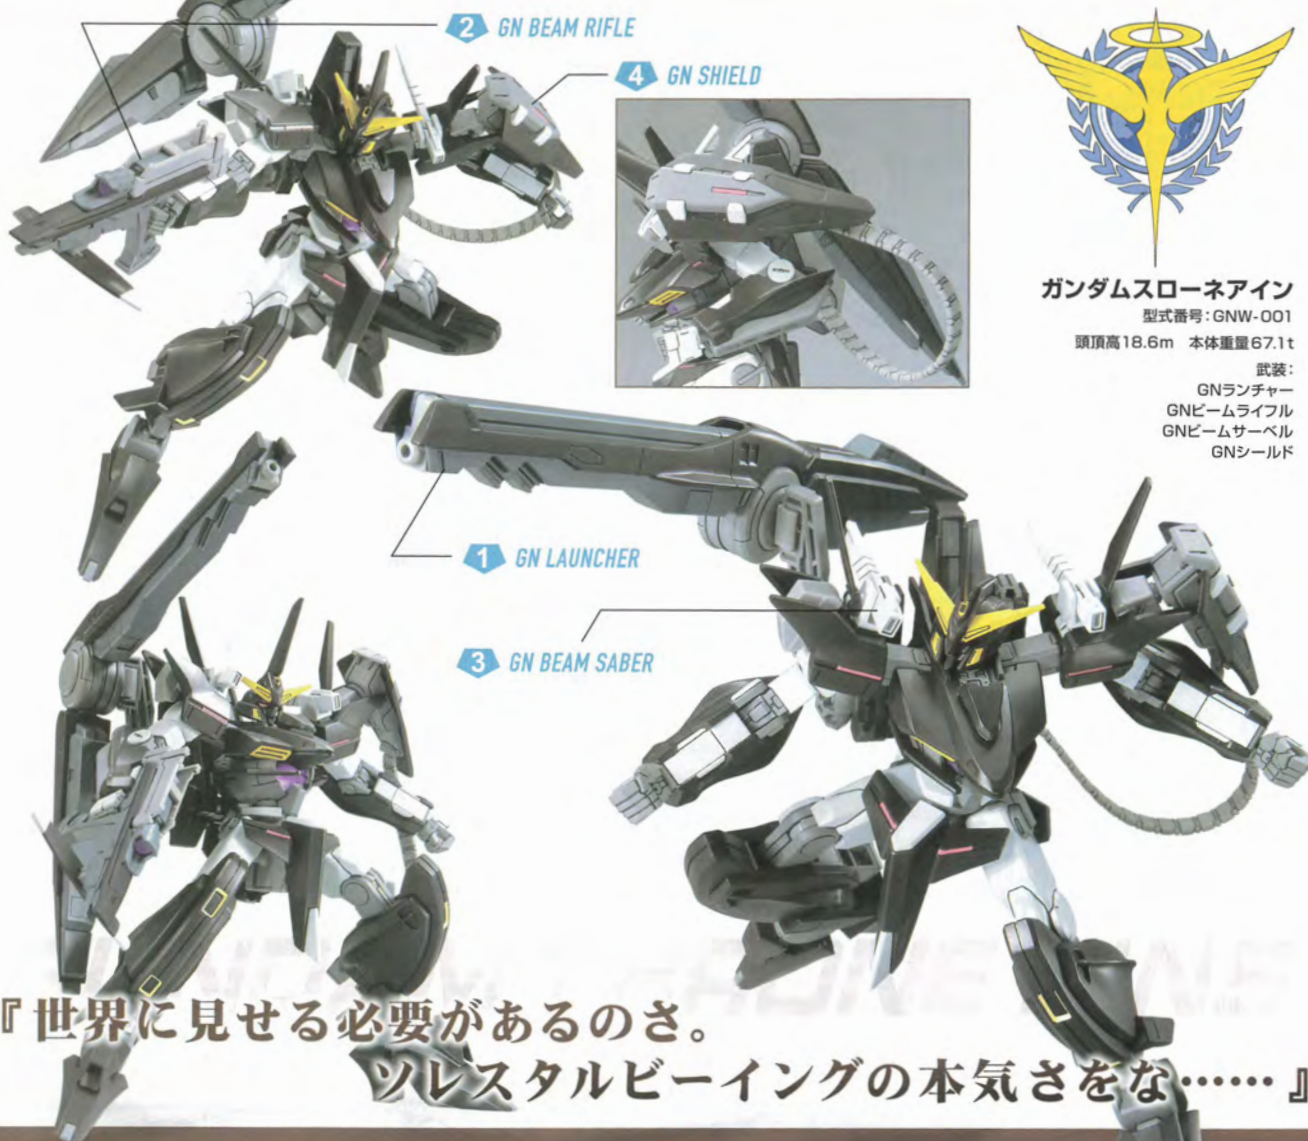 2 GN BEAM RIFLE
4 GN SHIELD
ガンダムスローネアイン
型式番号:GNW-001
頭頂高18.6m 本体重量67.1t
武装:
GNランチャー
GNビームライフル
GNビームサーベル
GNシールド
1 GN LAUNCHER
3 GN BEAM SABER
『世界に見せる必要があるのさ。
ソレスタルビーイングの本気さをな……』